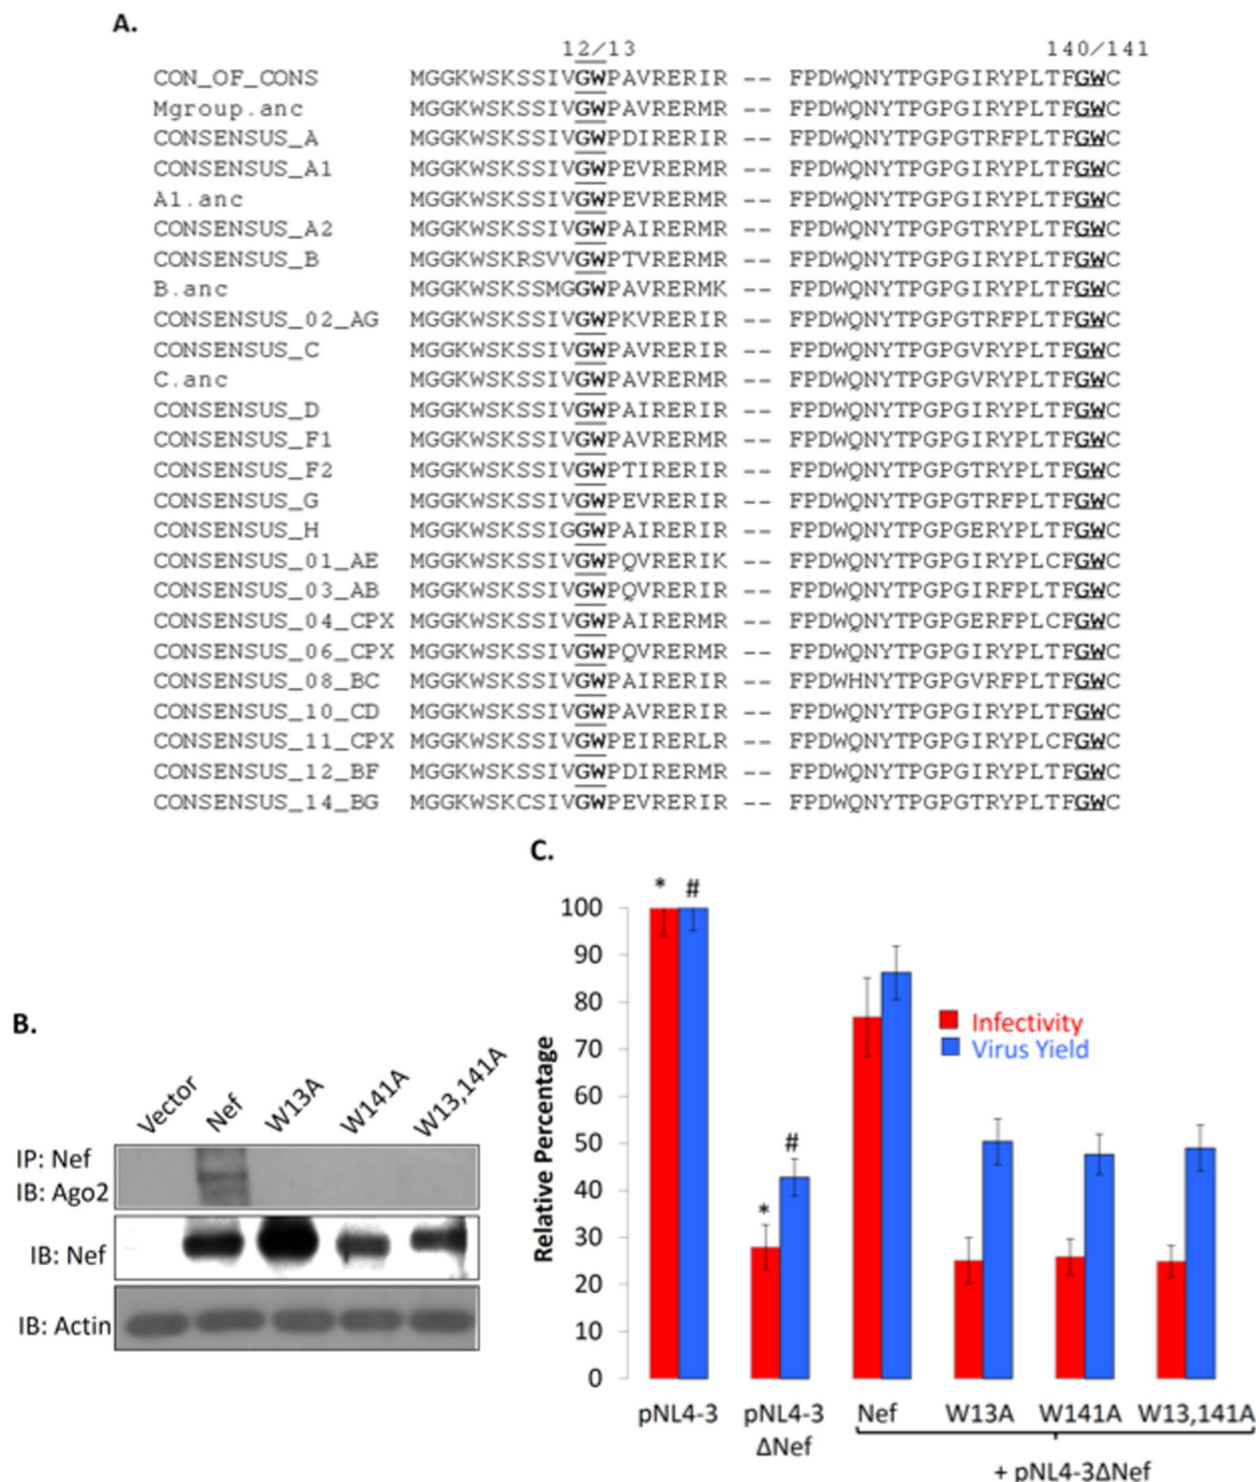 A.
12/13 140/141
CON_OF_CONS MGGKWSKSSIVGWPAVRERIR -- FPDWQNYTPGPGIRYPLTFGWC
Mgroup.anc MGGKWSKSSIVGWPAVRERMR -- FPDWQNYTPGPGIRYPLTFGWC
CONSENSUS_A MGGKWSKSSIVGWPDIRERMR -- FPDWQNYTPGPGTRFPLTFGWC
CONSENSUS_A1 MGGKWSKSSIVGWPEVRERMR -- FPDWQNYTPGPGIRYPLTFGWC
A1.anc MGGKWSKSSIVGWPEVRERMR -- FPDWQNYTPGPGIRYPLTFGWC
CONSENSUS_A2 MGGKWSKSSIVGWPAIRERMR -- FPDWQNYTPGPGTRYPLTFGWC
CONSENSUS_B MGGKWSKRSVVGWPTVRERMR -- FPDWQNYTPGPGIRYPLTFGWC
B.anc MGGKWSKSSMGGWPAVRERMK -- FPDWQNYTPGPGIRYPLTFGWC
CONSENSUS_02_AG MGGKWSKSSIVGWPKVRERIR -- FPDWQNYTPGPGTRFPLTFGWC
CONSENSUS_C MGGKWSKSSIVGWPAVRERIR -- FPDWQNYTPGPGVRYPLTFGWC
C.anc MGGKWSKSSIVGWPAVRERMR -- FPDWQNYTPGPGVRYPLTFGWC
CONSENSUS_D MGGKWSKSSIVGWPAIRERIR -- FPDWQNYTPGPGIRYPLTFGWC
CONSENSUS_F1 MGGKWSKSSIVGWPAVRERMR -- FPDWQNYTPGPGIRYPLTFGWC
CONSENSUS_F2 MGGKWSKSSIVGWPTIRERIR -- FPDWQNYTPGPGTRYPLTFGWC
CONSENSUS_G MGGKWSKSSIVGWPEVRERIR -- FPDWQNYTPGPGTRFPLTFGWC
CONSENSUS_H MGGKWSKSSIGGWPAIRERIR -- FPDWQNYTPGPGERYPLTFGWC
CONSENSUS_01_AE MGGKWSKSSIVGWPQVRERIK -- FPDWQNYTPGPGIRYPLCFGWC
CONSENSUS_03_AB MGGKWSKSSIVGWPQVRERIR -- FPDWQNYTPGPGIRFPLTFGWC
CONSENSUS_04_CPX MGGKWSKSSIVGWPAIRERMR -- FPDWQNYTPGPGERFPLCFGWC
CONSENSUS_06_CPX MGGKWSKSSIVGWPQVRERMR -- FPDWQNYTPGPGIRYPLTFGWC
CONSENSUS_08_BC MGGKWSKSSIVGWPAIRERIR -- FPDWHNYTPGPGVRFPLTFGWC
CONSENSUS_10_CD MGGKWSKSSIVGWPAVRERIR -- FPDWQNYTPGPGIRYPLTFGWC
CONSENSUS_11_CPX MGGKWSKSSIVGWPEIRERLR -- FPDWQNYTPGPGIRYPLCFGWC
CONSENSUS_12_BF MGGKWSKSSIVGWPDIRERMR -- FPDWQNYTPGPGIRYPLTFGWC
CONSENSUS_14_BG MGGKWSKCSIVGWPEVRERIR -- FPDWQNYTPGPGTRYPLTFGWC
B.
Vector Nef W13A W141A W13,141A
IP: Nef
IB: Ago2
IB: Nef
IB: Actin
C.
* #
* #
Infectivity
Virus Yield
Relative Percentage
100
90
80
70
60
50
40
30
20
10
0
pNL4-3 pNL4-3 Nef W13A W141A W13,141A
ΔNef
+ pNL4-3ΔNef